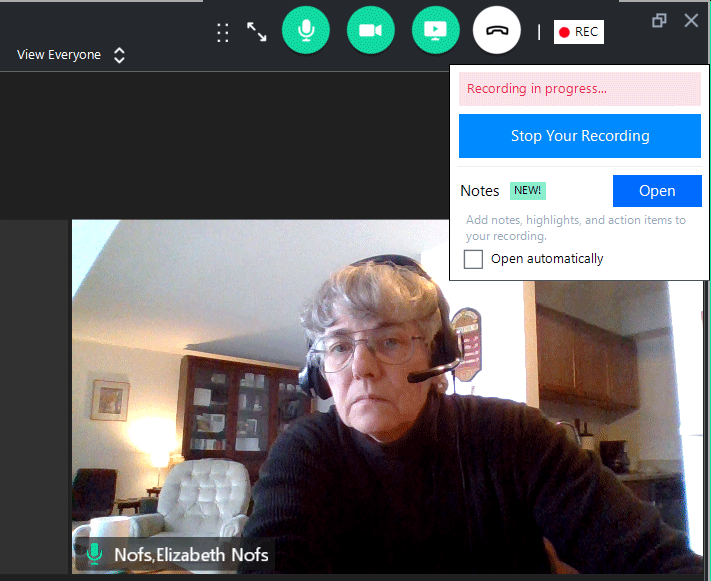 REC
View Everyone
Recording in progress...
Stop Your Recording
Notes NEW! Open
Add notes, highlights, and action items to
your recording.
Open automatically
Nofs,Elizabeth Nofs